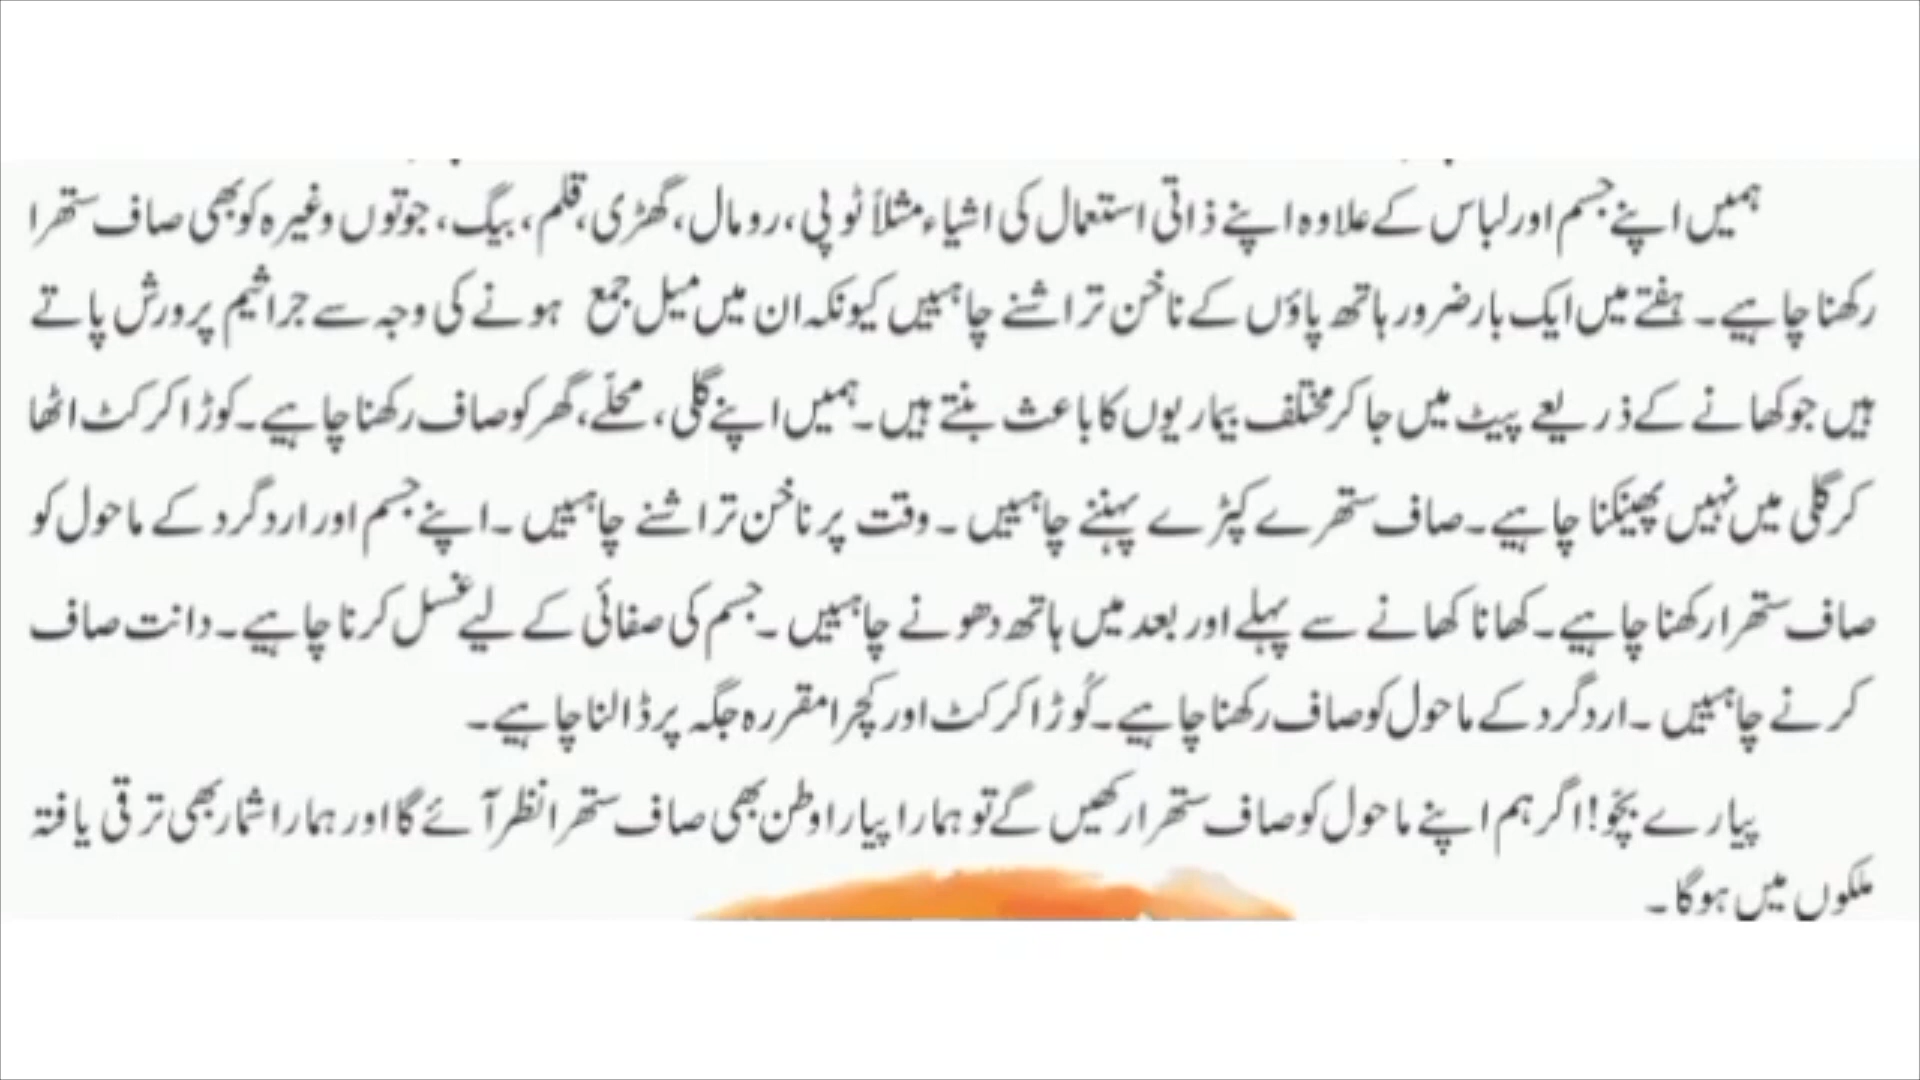 ہمیں اپنے جسم اور لباس کے علاوہ اپنے ذاتی استعمال کی اشیاء مثلاً ٹوپی، رومال، گھڑی، قلم، بیگ، جوتوں وغیرہ کو بھی صاف ستھرا
رکھنا چاہیے۔ ہفتے میں ایک بار ضرور ہاتھ پاؤں کے ناخن تراشنے چاہییں کیونکہ ان میں میل جمع ہونے کی وجہ سے جراثیم پرورش پاتے
ہیں جو کھانے کے ذریعے پیٹ میں جا کر مختلف بیماریوں کا باعث بنتے ہیں۔ ہمیں اپنے گلی، محلّے، گھر کو صاف رکھنا چاہیے۔ کوڑا کرکٹ اٹھا
کر گلی میں نہیں پھینکنا چاہیے۔ صاف ستھرے کپڑے پہننے چاہییں۔ وقت پر ناخن تراشنے چاہییں۔ اپنے جسم اور اردگرد کے ماحول کو
صاف ستھرا رکھنا چاہیے۔ کھانا کھانے سے پہلے اور بعد میں ہاتھ دھونے چاہییں۔ جسم کی صفائی کے لیے غسل کرنا چاہیے۔ دانت صاف
کرنے چاہییں۔ اردگرد کے ماحول کو صاف رکھنا چاہیے۔ کُوڑا کرکٹ اور کچرا مقررہ جگہ پر ڈالنا چاہیے۔
پیارے بچّو! اگر ہم اپنے ماحول کو صاف ستھرا رکھیں گے تو ہمارا پیارا وطن بھی صاف ستھرا نظر آئے گا اور ہمارا شمار بھی ترقی یافتہ
ملکوں میں ہوگا۔